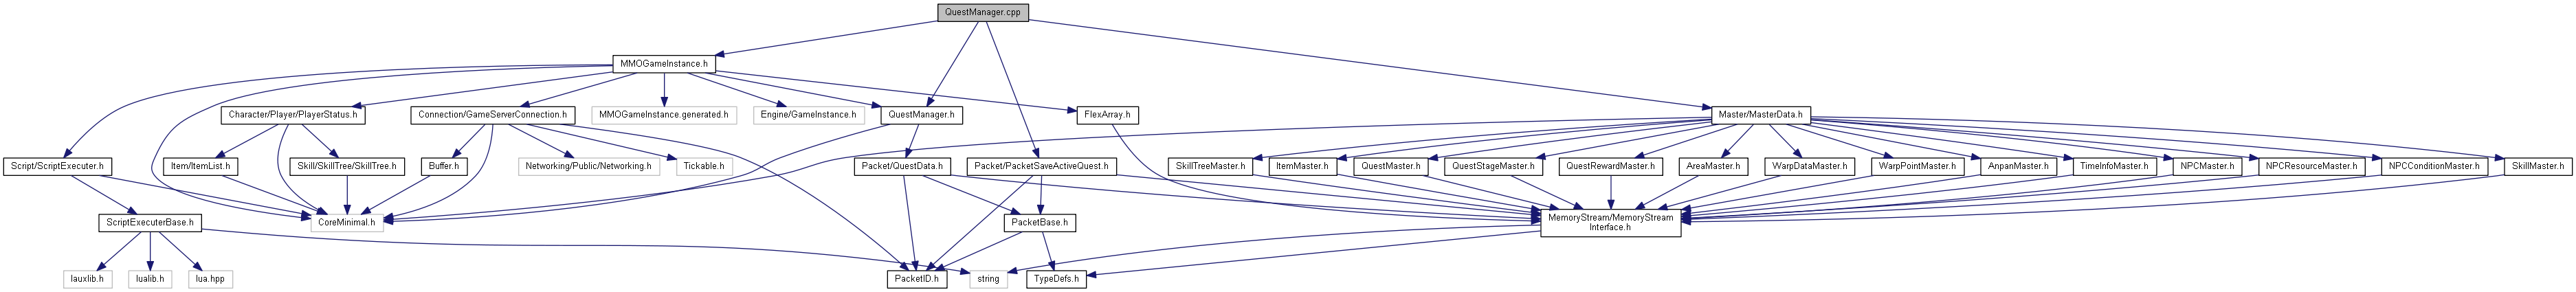 QuestManager.cpp
MMOGameInstance.h
Character/Player/PlayerStatus.h
Connection/GameServerConnection.h
MMOGameInstance.generated.h
Engine/GameInstance.h
QuestManager.h
FlexArray.h
Master/MasterData.h
Script/ScriptExecuter.h
Item/ItemList.h
Skill/SkillTree/SkillTree.h
Buffer.h
Networking/Public/Networking.h
Tickable.h
Packet/QuestData.h
Packet/PacketSaveActiveQuest.h
SkillTreeMaster.h
ItemMaster.h
QuestMaster.h
QuestStageMaster.h
QuestRewardMaster.h
AreaMaster.h
WarpDataMaster.h
WarpPointMaster.h
AnpanMaster.h
TimeInfoMaster.h
NPCMaster.h
NPCResourceMaster.h
NPCConditionMaster.h
SkillMaster.h
ScriptExecuterBase.h
CoreMinimal.h
PacketBase.h
MemoryStream/MemoryStream
Interface.h
lauxlib.h
lualib.h
lua.hpp
PacketID.h
string
TypeDefs.h